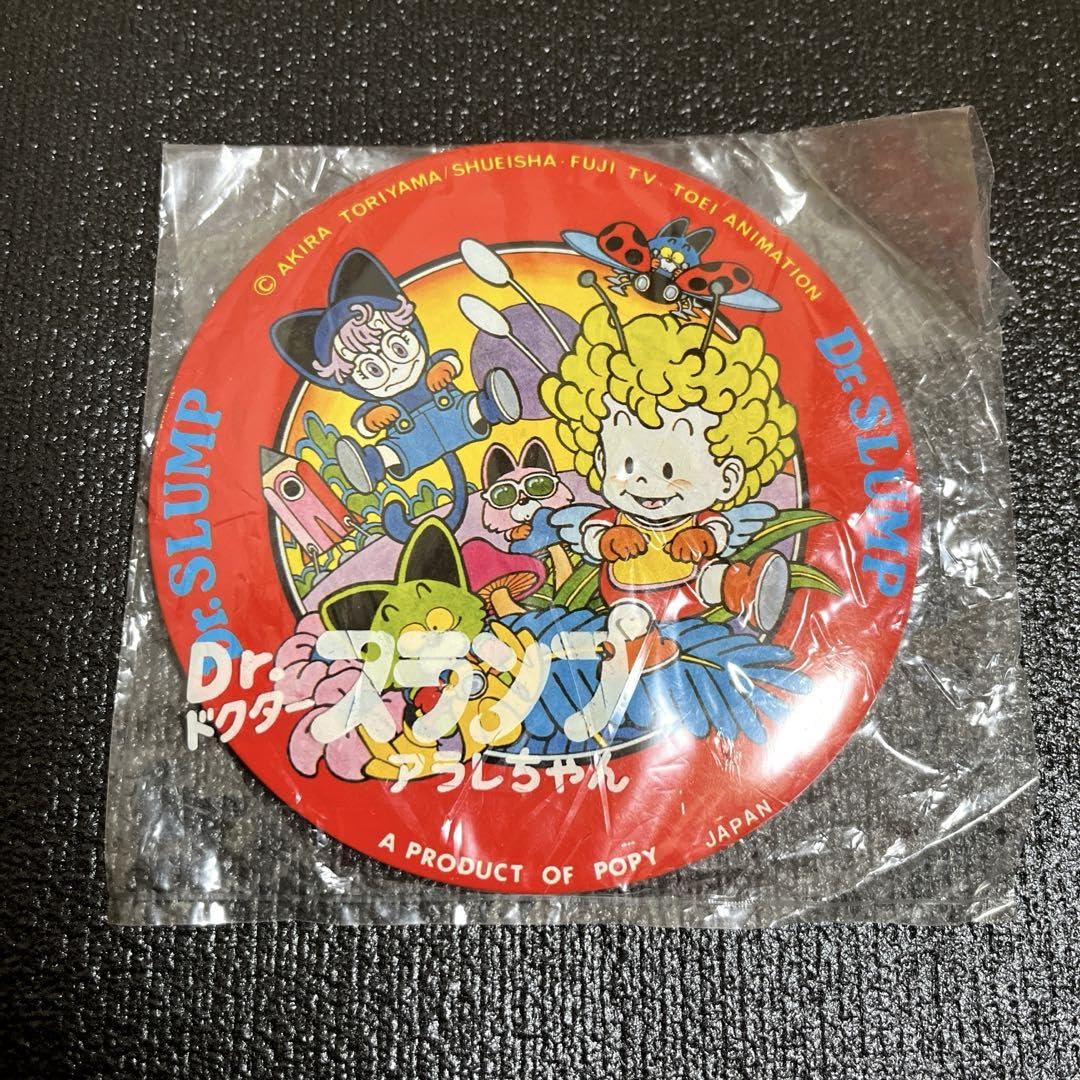 © AKIRA TORIYAMA/SHUEISHA·FUJI TV·TOEI ANIMATION
Dr. SLUMP
Dr. SLUMP
Dr.スランプ
ドクター
アラレちゃん
A PRODUCT OF POPY
JAPAN